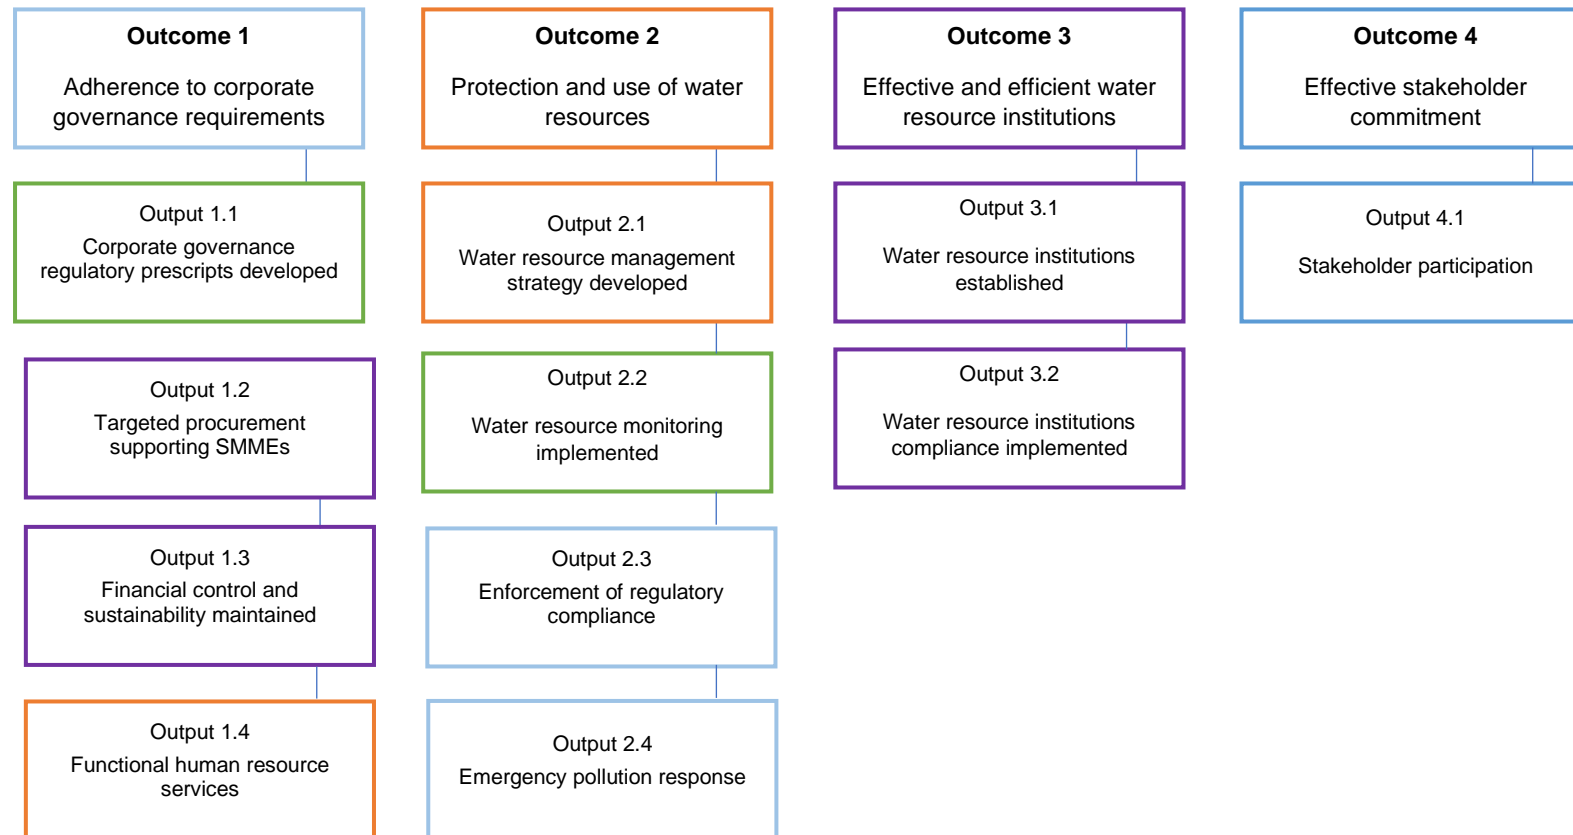 Outcome 1
Adherence to corporate
governance requirements
Output 1.1
Corporate governance
regulatory prescripts developed
Output 1.2
Targeted procurement
supporting SMMEs
Output 1.3
Financial control and
sustainability maintained
Output 1.4
Functional human resource
services
Outcome 2
Protection and use of water
resources
Output 2.1
Water resource management
strategy developed
Output 2.2
Water resource monitoring
implemented
Output 2.3
Enforcement of regulatory
compliance
Output 2.4
Emergency pollution response
Outcome 3
Effective and efficient water
resource institutions
Output 3.1
Water resource institutions
established
Output 3.2
Water resource institutions
compliance implemented
Outcome 4
Effective stakeholder
commitment
Output 4.1
Stakeholder participation